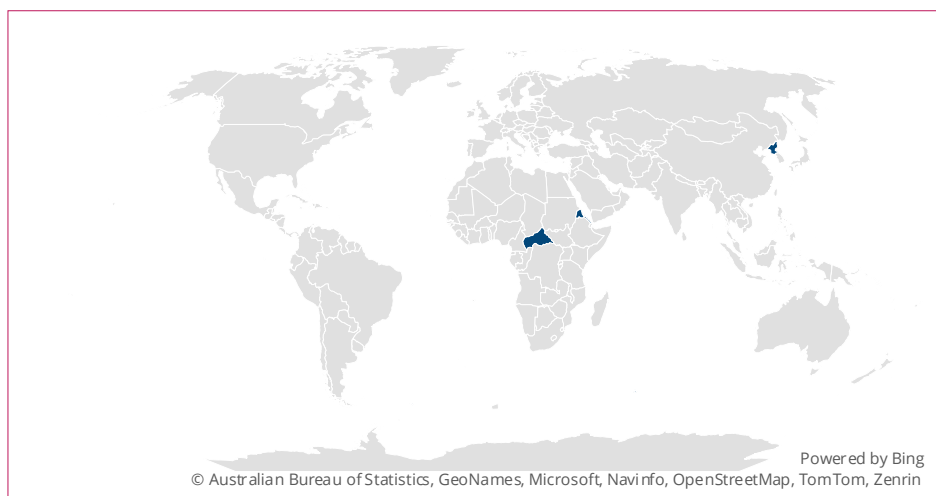 Powered by Bing
© Australian Bureau of Statistics, GeoNames, Microsoft, Navinfo, OpenStreetMap, TomTom, Zenrin